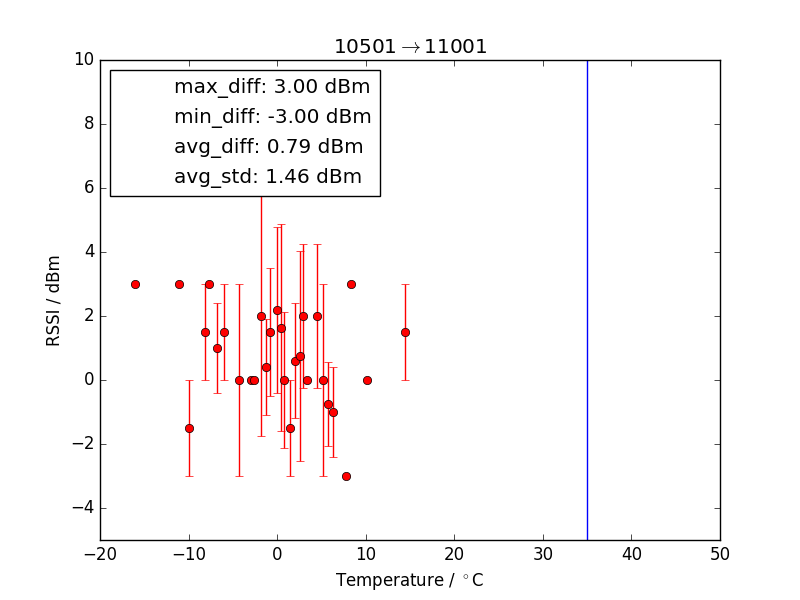 10501→11001
max_diff: 3.00 dBm
min_diff: -3.00 dBm
avg_diff: 0.79 dBm
avg_std: 1.46 dBm
10
8
6
4
2
0
−2
−4
RSSI / dBm
−20 −10 0 10 20 30 40 50
Temperature / °C